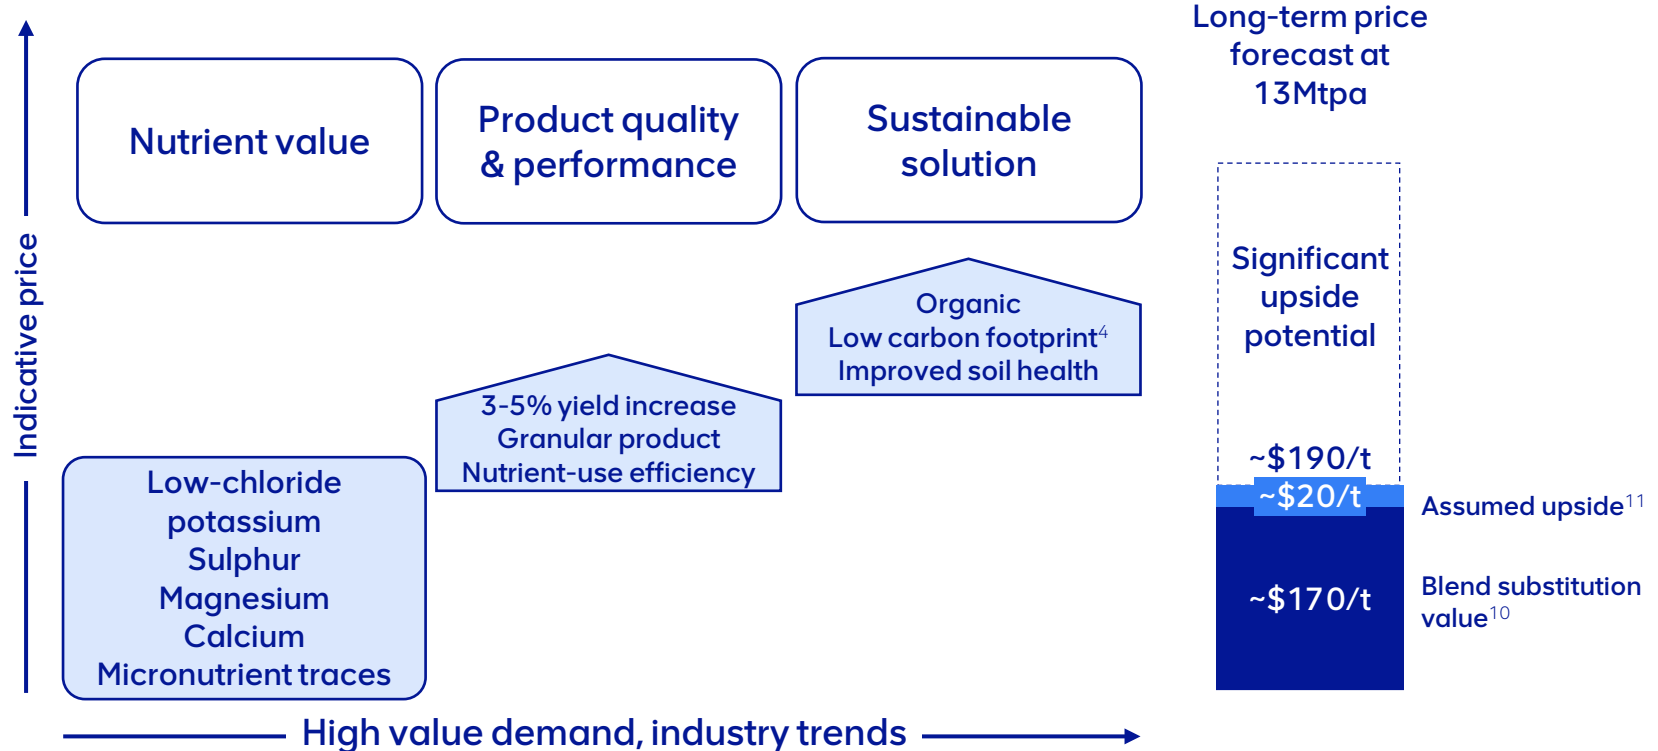 Long-term price
forecast at
13Mtpa
Nutrient value
Product quality
& performance
Sustainable
solution
Indicative price
Low-chloride
potassium
Sulphur
Magnesium
Calcium
Micronutrient traces
3-5% yield increase
Granular product
Nutrient-use efficiency
Organic
Low carbon footprint⁴
Improved soil health
Significant
upside
potential
~$190/t
~$20/t
Assumed upside¹¹
~$170/t
Blend substitution
value¹⁰
High value demand, industry trends